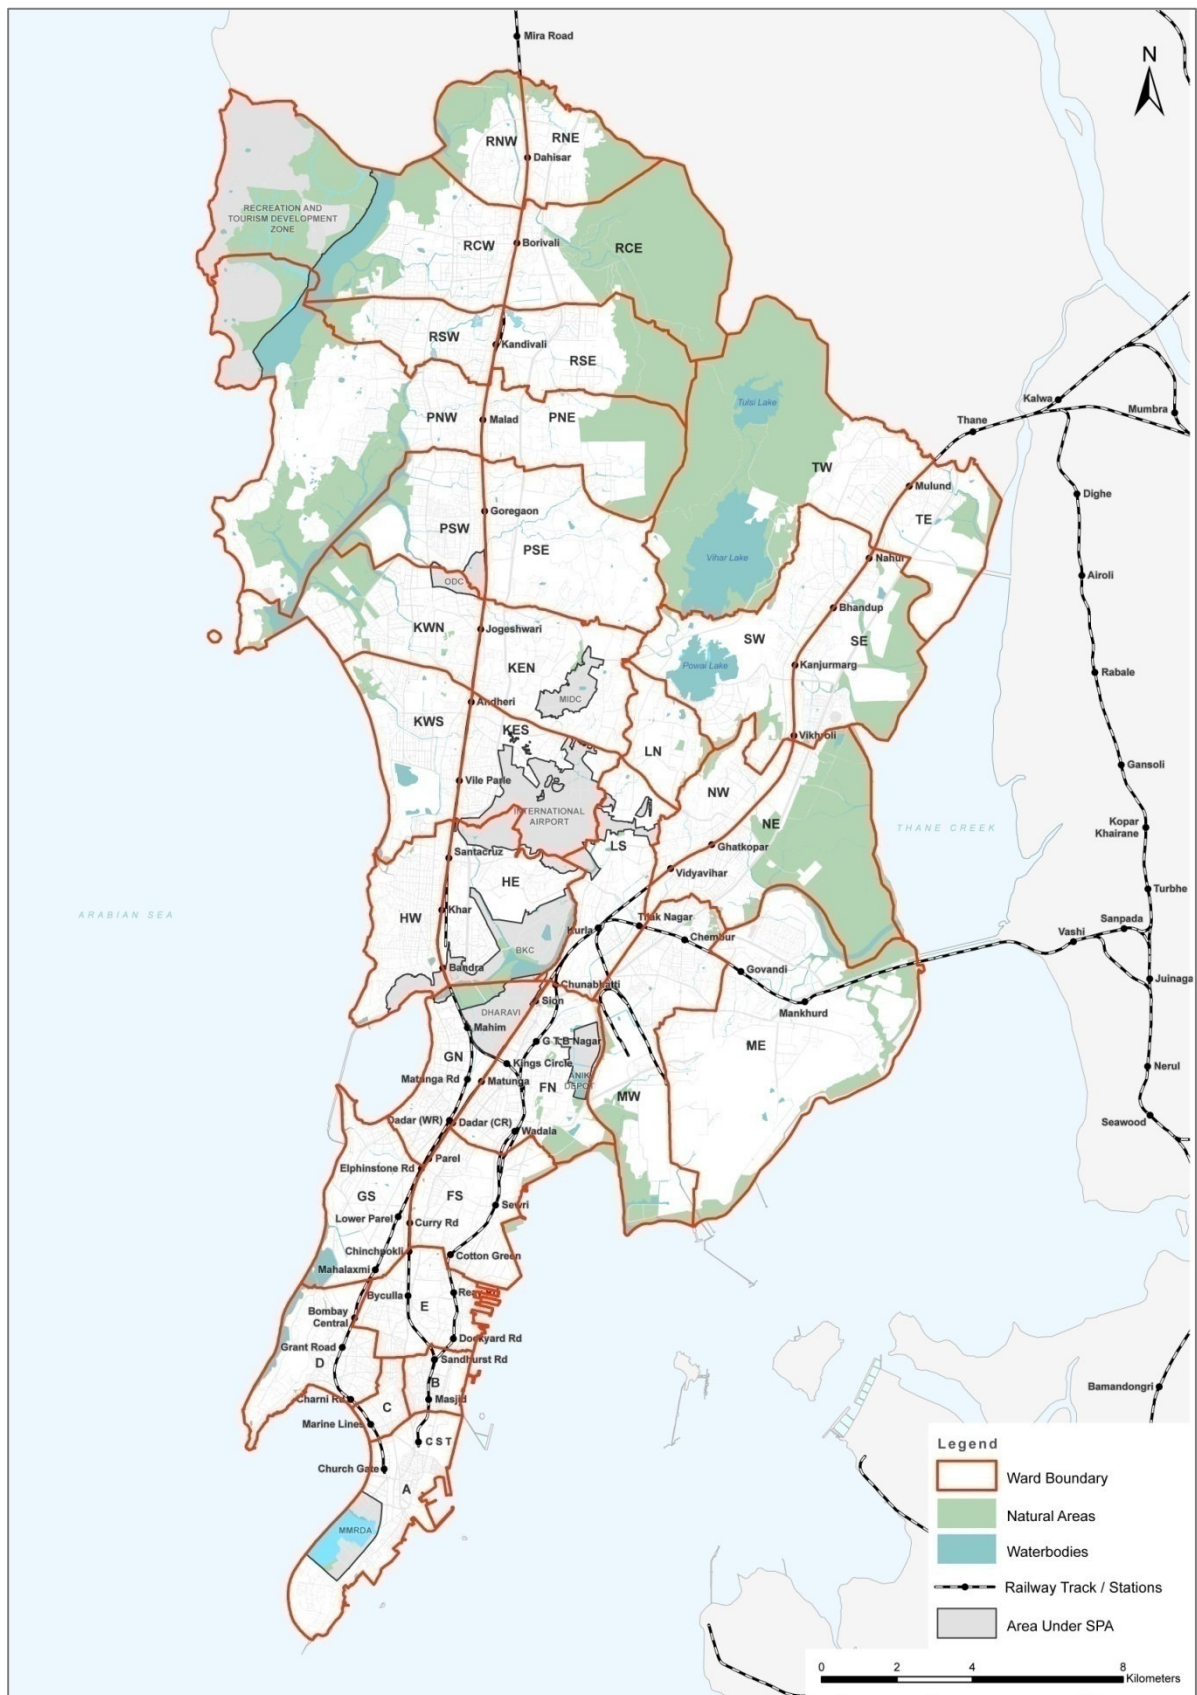 Mira Road
N
RNW
RNE
Dahisar
RECREATION AND
TOURISM DEVELOPMENT
ZONE
RCW
Borivali
RCE
RSW
Kandivali
RSE
Tulsi Lake
Kalwa
Mumbra
Thane
PNW
Malad
PNE
TW
Mulund
Dighe
TE
Goregaon
PSW
PSE
Vihar Lake
Nahur
Airoli
ODC
Bhandup
KWN
Jogeshwari
SW
SE
KEN
Powai Lake
Kanjurmarg
Rabale
MIDC
Andheri
KWS
KES
LN
Vikhroli
Gansoli
Vile Parle
NW
INTERNATIONAL
AIRPORT
NE
THANE CREEK
Kopar
Khairane
LS
Ghatkopar
Santacruz
Vidyavihar
HE
Turbhe
ARABIAN SEA
HW
Khar
Kurla
Tilak Nagar
Sanpada
Vashi
Chembur
BKC
Bandra
Govandi
Juinaga
Chunabhatti
Sion
Mankhurd
DHARAVI
Mahim
GN
G T B Nagar
ME
Kings Circle
Nerul
Matunga Rd
Matunga
ANIK
DEPOT
FN
MW
Dadar (WR)
Dadar (CR)
Wadala
Seawood
Parel
Elphinstone Rd
GS
FS
Sewri
Lower Parel
Curry Rd
Chinchpokli
Cotton Green
Mahalaxmi
Byculla
Reay Rd
E
Bombay
Central
Dockyard Rd
Grant Road
Sandhurst Rd
D
B
Bamandongri
Charni Rd
Masjid
C
Marine Lines
C S T
Church Gate
A
MMRDA
Legend
Ward Boundary
Natural Areas
Waterbodies
Railway Track / Stations
Area Under SPA
0 2 4 8
Kilometers